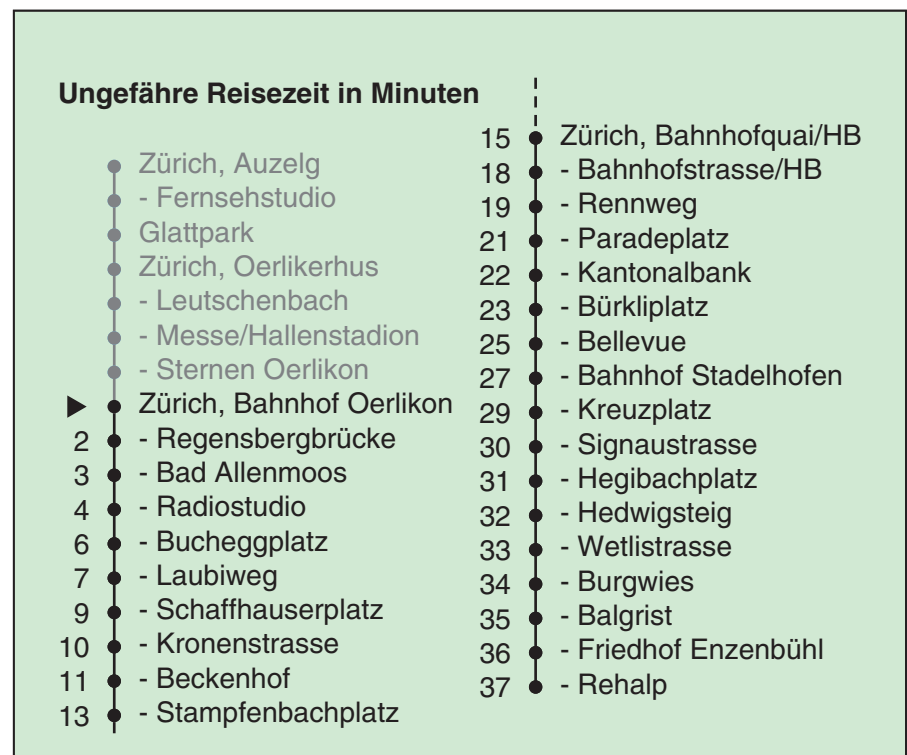 Ungefähre Reisezeit in Minuten
Zürich, Auzelg
- Fernsehstudio
Glattpark
Zürich, Oerlikerhus
- Leutschenbach
- Messe/Hallenstadion
- Sternen Oerlikon
Zürich, Bahnhof Oerlikon
2 - Regensbergbrücke
3 - Bad Allenmoos
4 - Radiostudio
6 - Bucheggplatz
7 - Laubiweg
9 - Schaffhauserplatz
10 - Kronenstrasse
11 - Beckenhof
13 - Stampfenbachplatz
15 Zürich, Bahnhofquai/HB
18 - Bahnhofstrasse/HB
19 - Rennweg
21 - Paradeplatz
22 - Kantonalbank
23 - Bürkliplatz
25 - Bellevue
27 - Bahnhof Stadelhofen
29 - Kreuzplatz
30 - Signaustrasse
31 - Hegibachplatz
32 - Hedwigsteig
33 - Wetlistrasse
34 - Burgwies
35 - Balgrist
36 - Friedhof Enzenbühl
37 - Rehalp